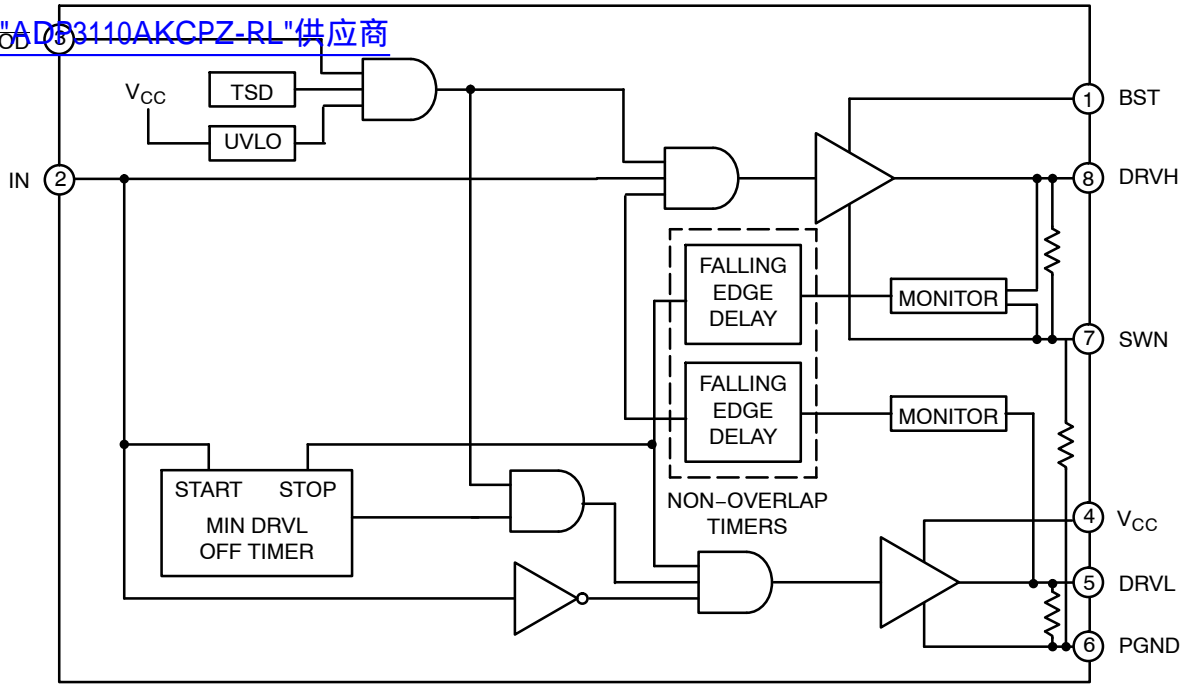 "ADP3110AKCPZ-RL"供应商
OD 3
VCC
TSD
UVLO
1 BST
IN 2
8 DRVH
FALLING
EDGE
DELAY
MONITOR
7 SWN
FALLING
EDGE
DELAY
MONITOR
START STOP
MIN DRVL
OFF TIMER
NON–OVERLAP
TIMERS
4 VCC
5 DRVL
6 PGND